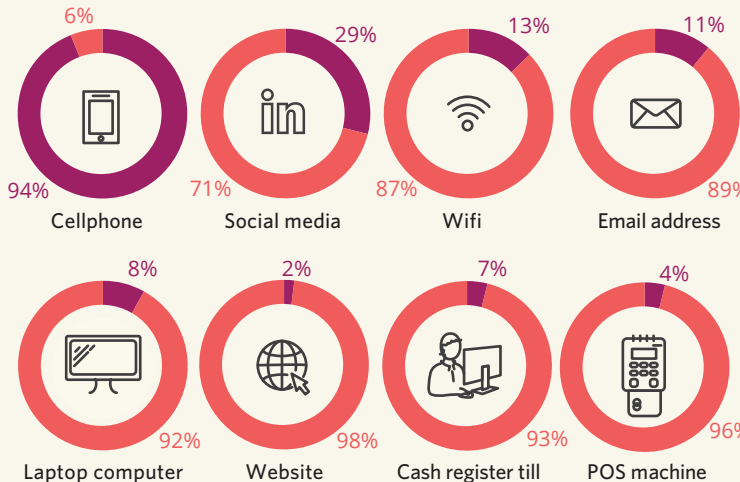 6%
94%
Cellphone
29%
in
71%
Social media
13%
87%
Wifi
11%
89%
Email address
8%
92%
Laptop computer
2%
98%
Website
7%
93%
Cash register till
4%
96%
POS machine